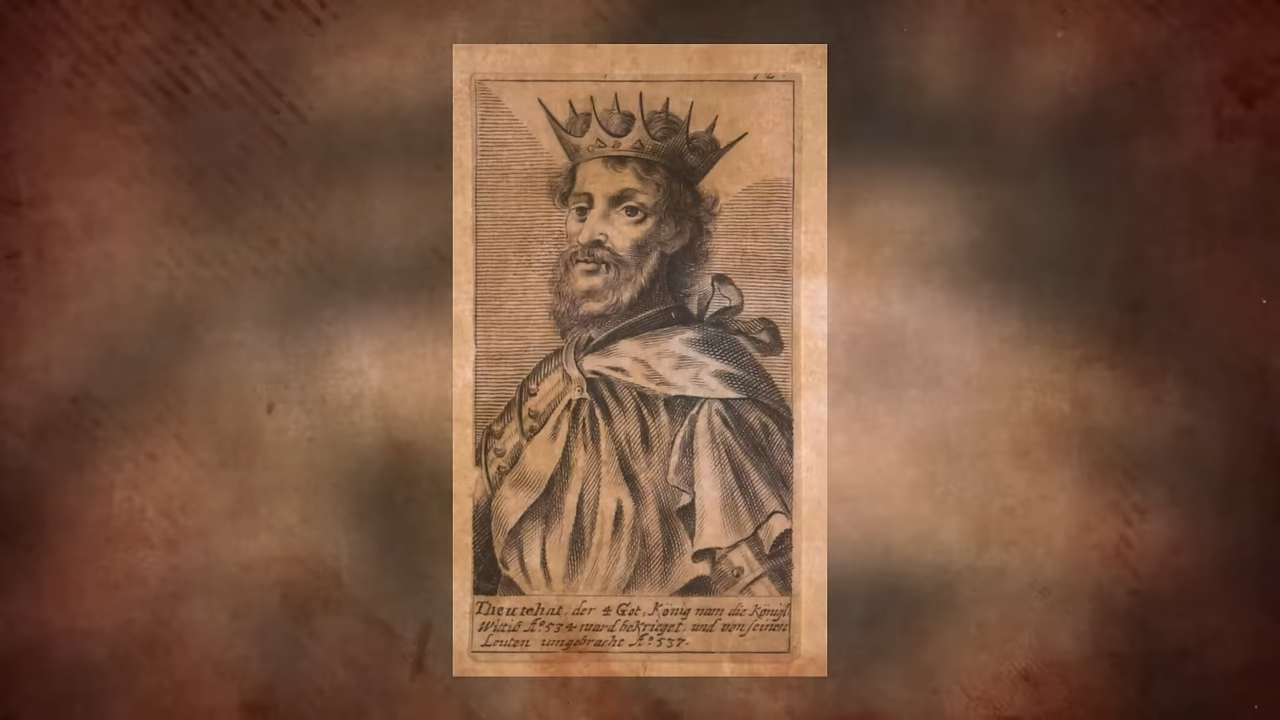 Theutehat, der 4 Got, König nam die Königl
Wittib Aº 534 ward bekrieget, und von seinen
Leuten umgebracht Aº 537.